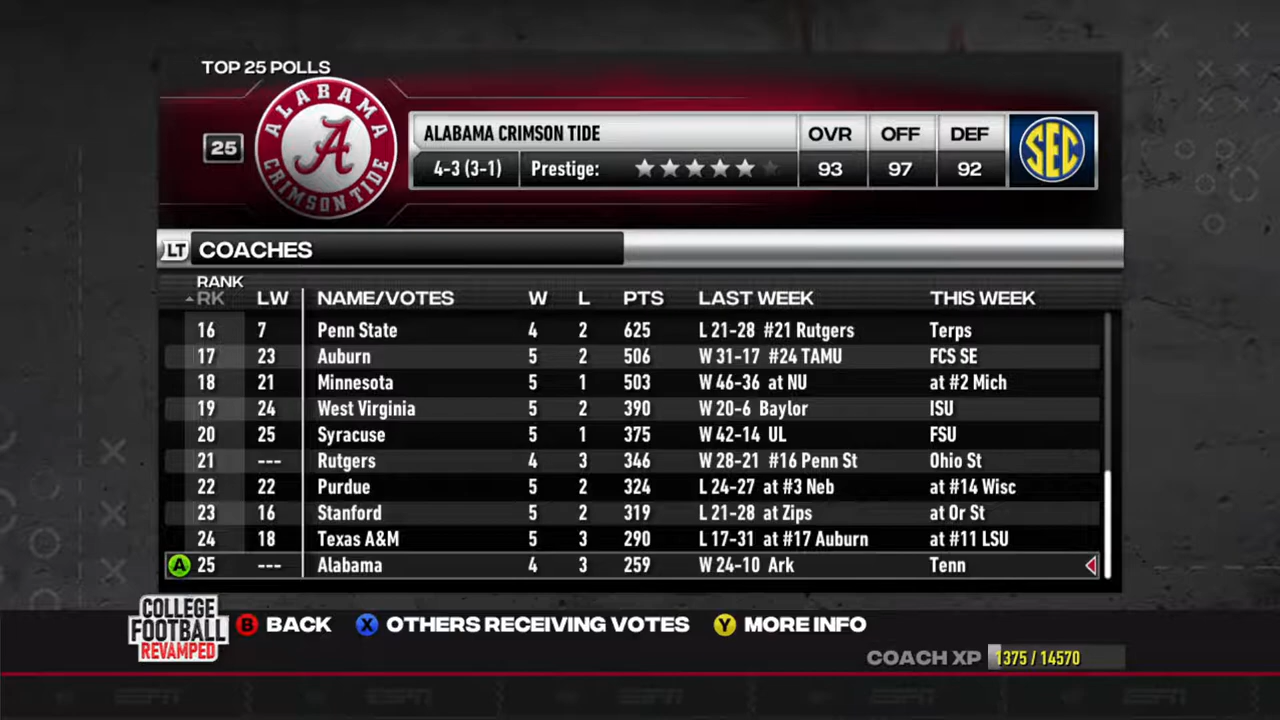 TOP 25 POLLS
25
ALABAMA
A
CRIMSON TIDE
ALABAMA CRIMSON TIDE OVR OFF DEF
4-3 (3-1) Prestige: 93 97 92
SEC
LT COACHES
RANK
RK LW NAME/VOTES W L PTS LAST WEEK THIS WEEK
16 7 Penn State 4 2 625 L 21-28 #21 Rutgers Terps
17 23 Auburn 5 2 506 W 31-17 #24 TAMU FCS SE
18 21 Minnesota 5 1 503 W 46-36 at NU at #2 Mich
19 24 West Virginia 5 2 390 W 20-6 Baylor ISU
20 25 Syracuse 5 1 375 W 42-14 UL FSU
21 --- Rutgers 4 3 346 W 28-21 #16 Penn St Ohio St
22 22 Purdue 5 2 324 L 24-27 at #3 Neb at #14 Wisc
23 16 Stanford 5 2 319 L 21-28 at Zips at Or St
24 18 Texas A&M 5 3 290 L 17-31 at #17 Auburn at #11 LSU
A 25 --- Alabama 4 3 259 W 24-10 Ark Tenn
COLLEGE
FOOTBALL
REVAMPED
B BACK X OTHERS RECEIVING VOTES Y MORE INFO
COACH XP 1375 / 14570
ESPN ESPN ESPN ESPN ESPN